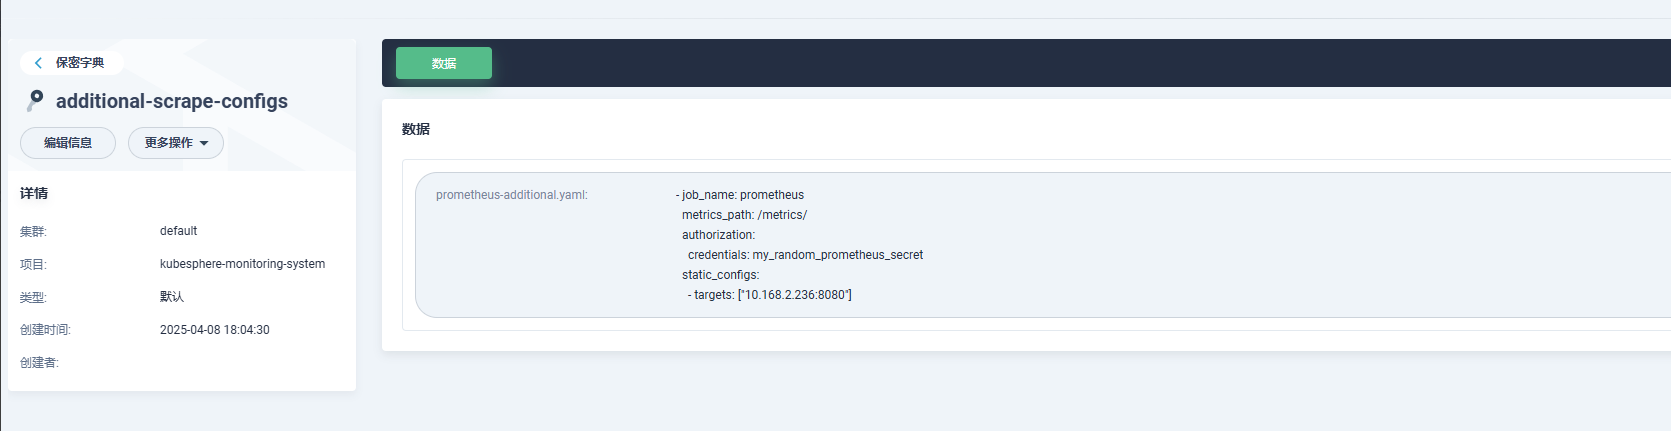 保密字典
additional-scrape-configs
编辑信息 更多操作
详情
集群: default
项目: kubesphere-monitoring-system
类型: 默认
创建时间: 2025-04-08 18:04:30
创建者:
数据
数据
prometheus-additional.yaml: - job_name: prometheus
metrics_path: /metrics/
authorization:
credentials: my_random_prometheus_secret
static_configs:
- targets: ["10.168.2.236:8080"]